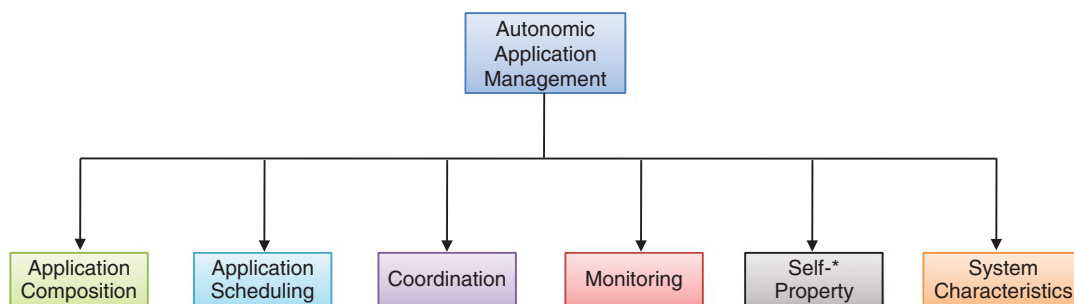 Autonomic
Application
Management
Application
Composition
Application
Scheduling
Coordination
Monitoring
Self-*
Property
System
Characteristics